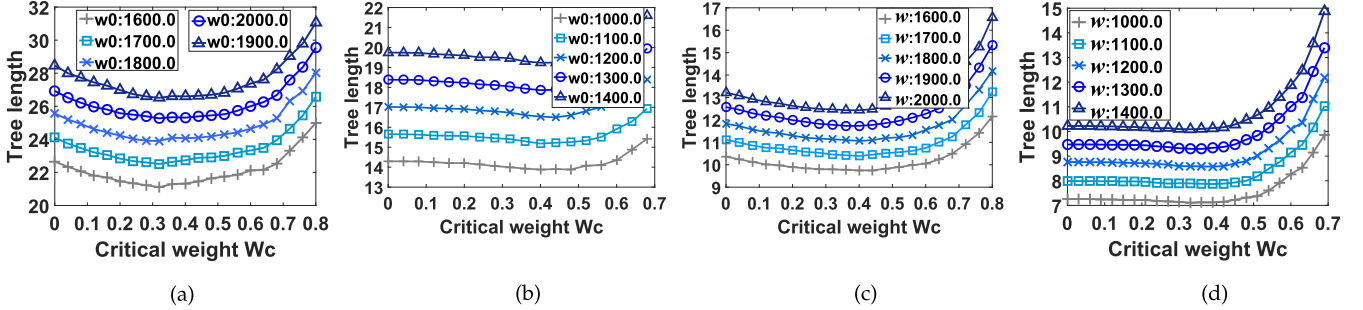 Tree length
32
30
28
26
24
22
20
w0:1600.0
w0:1700.0
w0:1800.0
w0:2000.0
w0:1900.0
0 0.1 0.2 0.3 0.4 0.5 0.6 0.7 0.8
Critical weight Wc
(a)
Tree length
22
21
20
19
18
17
16
15
14
13
w0:1000.0
w0:1100.0
w0:1200.0
w0:1300.0
w0:1400.0
0 0.1 0.2 0.3 0.4 0.5 0.6 0.7
Critical weight Wc
(b)
Tree length
17
16
15
14
13
12
11
10
9
w:1600.0
w:1700.0
w:1800.0
w:1900.0
w:2000.0
0 0.1 0.2 0.3 0.4 0.5 0.6 0.7 0.8
Critical weight Wc
(c)
Tree length
15
14
13
12
11
10
9
8
7
w:1000.0
w:1100.0
w:1200.0
w:1300.0
w:1400.0
0 0.1 0.2 0.3 0.4 0.5 0.6 0.7
Critical weight Wc
(d)